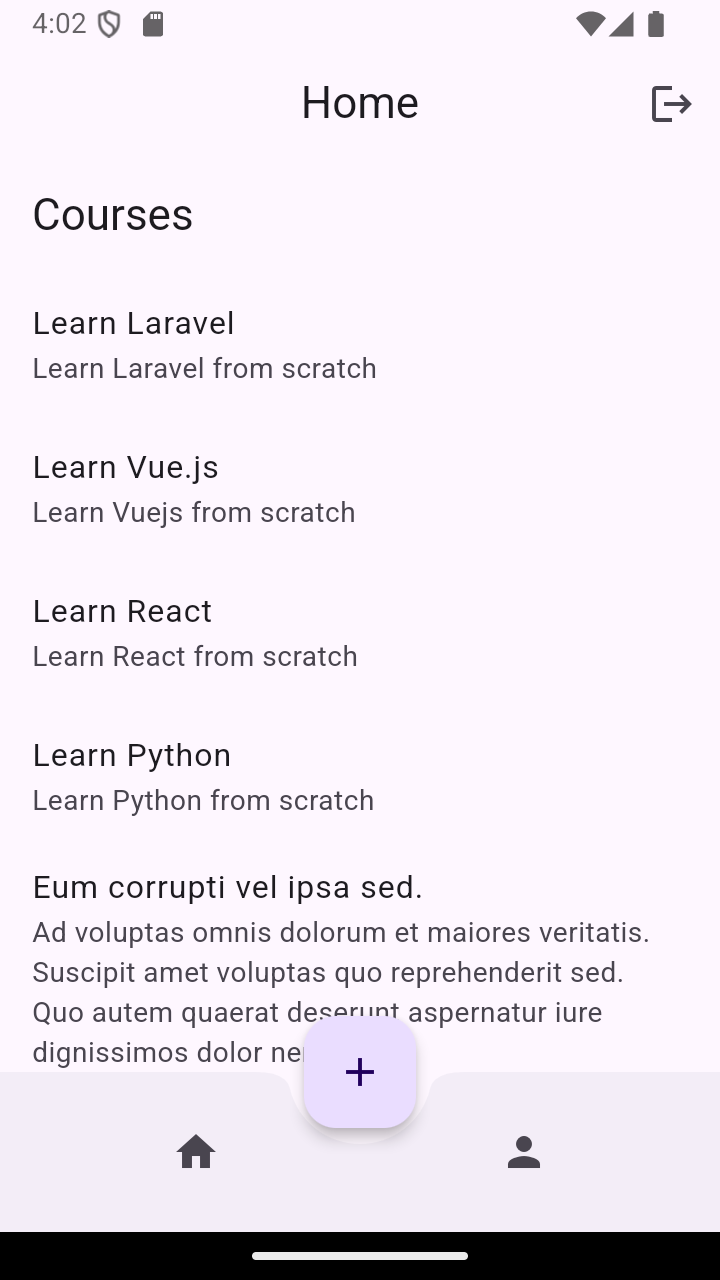 4:02
Home
Courses
Learn Laravel
Learn Laravel from scratch
Learn Vue.js
Learn Vuejs from scratch
Learn React
Learn React from scratch
Learn Python
Learn Python from scratch
Eum corrupti vel ipsa sed.
Ad voluptas omnis dolorum et maiores veritatis.
Suscipit amet voluptas quo reprehenderit sed.
Quo autem quaerat deserunt aspernatur iure
dignissimos dolor